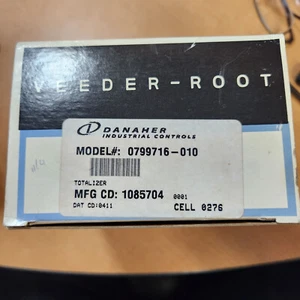 VEEDER-ROOT
DANAHER
INDUSTRIAL CONTROLS
MODEL#: 0799716-010
TOTALIZER
MFG CD: 1085704 0001
DAT CD:0411 CELL 0276